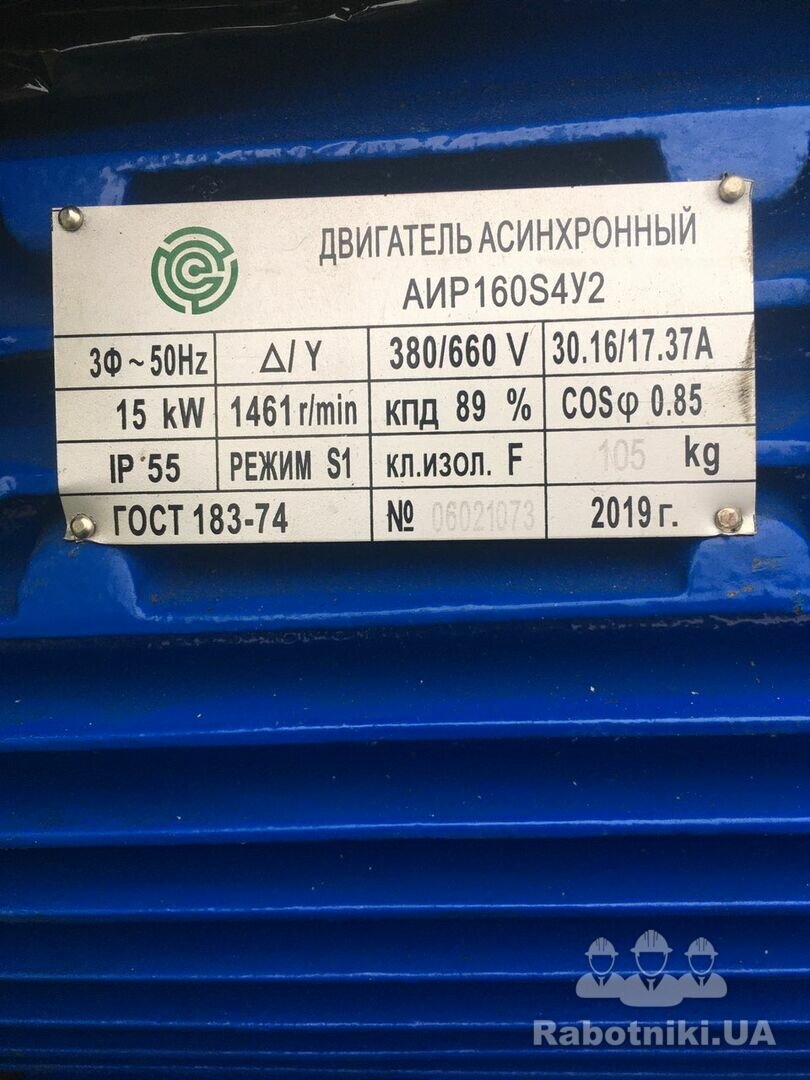 ДВИГАТЕЛЬ АСИНХРОННЫЙ
АИР160S4У2
3Ф ~ 50Hz Δ/ Y 380/660 V 30.16/17.37A
15 kW 1461 r/min КПД 89 % COSφ 0.85
IP 55 РЕЖИМ S1 КЛ.ИЗОЛ. F 105 kg
ГОСТ 183-74 № 06021073 2019 г.
Rabotniki.UA